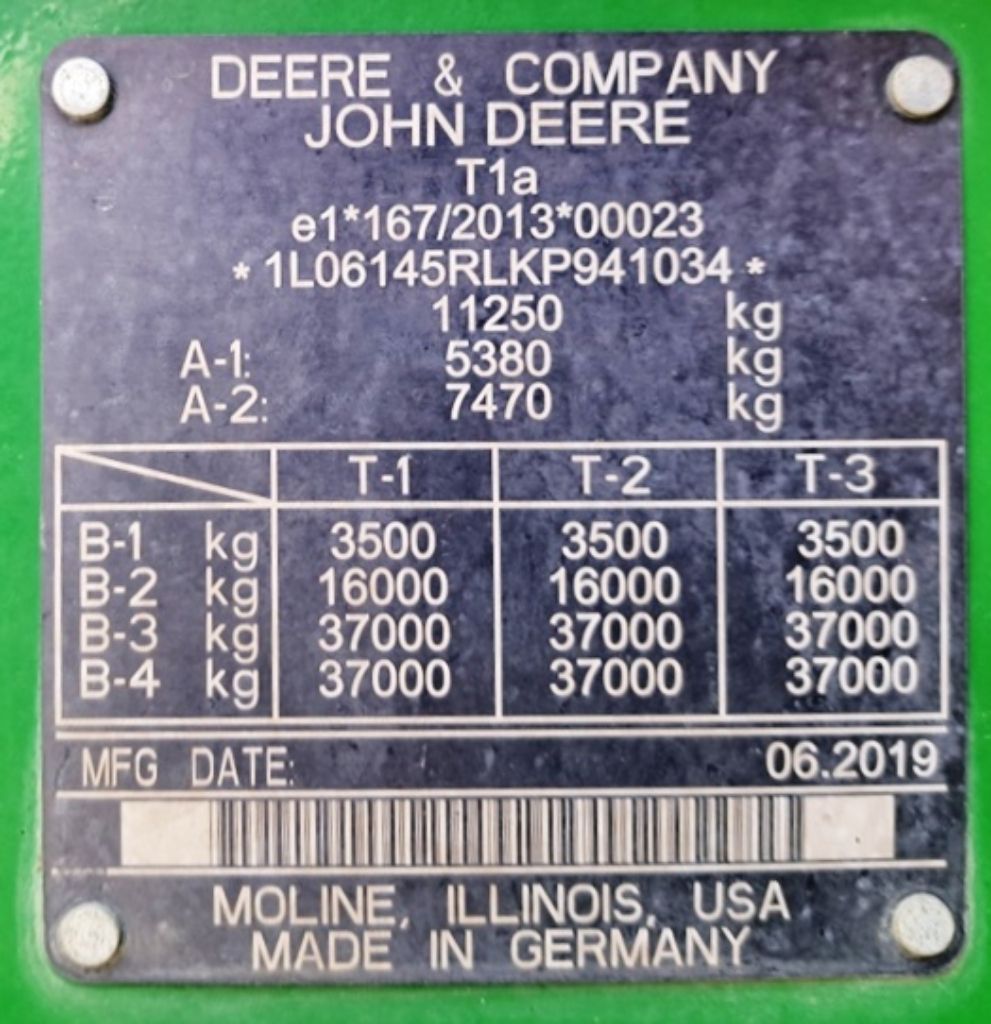 DEERE & COMPANY
JOHN DEERE
T1a
e1*167/2013*00023
* 1L06145RLKP941034 *
11250 kg
A-1: 5380 kg
A-2: 7470 kg
T-1 T-2 T-3
B-1 kg 3500 3500 3500
B-2 kg 16000 16000 16000
B-3 kg 37000 37000 37000
B-4 kg 37000 37000 37000
MFG DATE: 06.2019
MOLINE, ILLINOIS, USA
MADE IN GERMANY